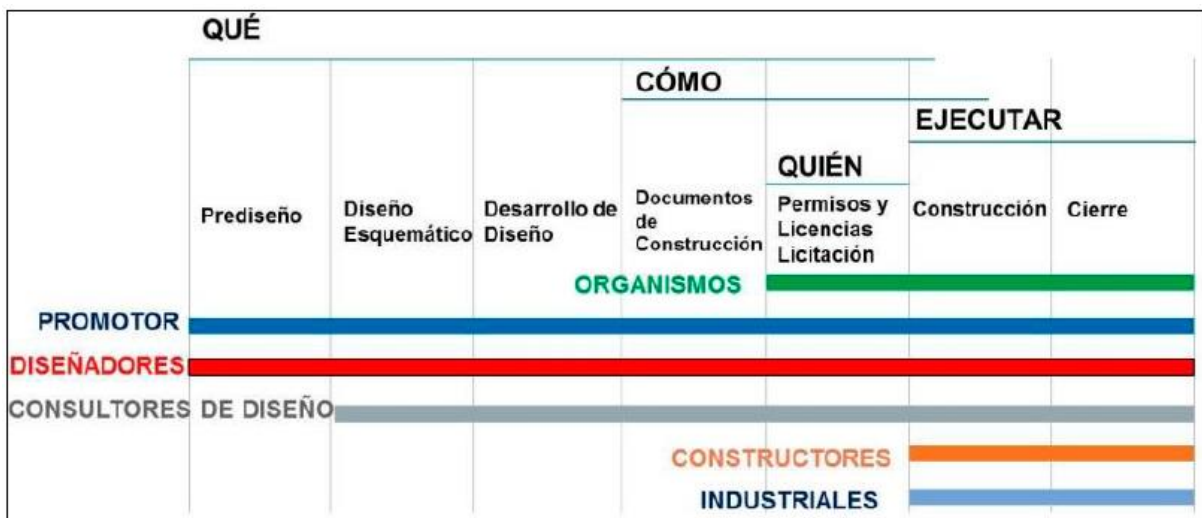 QUÉ
CÓMO
EJECUTAR
QUIÉN
Prediseño
Diseño
Esquemático
Desarrollo de
Diseño
Documentos
de
Construcción
Permisos y
Licencias
Licitación
Construcción
Cierre
ORGANISMOS
PROMOTOR
DISEÑADORES
CONSULTORES DE DISEÑO
CONSTRUCTORES
INDUSTRIALES